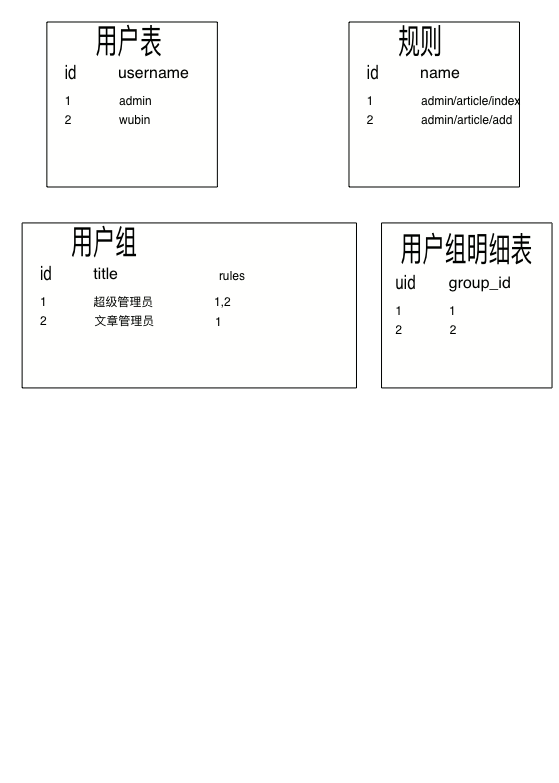 用户表
id username
1 admin
2 wubin
规则
id name
1 admin/article/index
2 admin/article/add
用户组
id title rules
1 超级管理员 1,2
2 文章管理员 1
用户组明细表
uid group_id
1 1
2 2